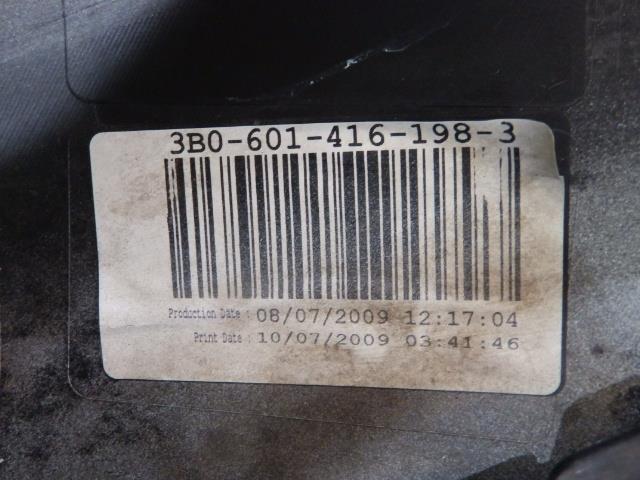 3B0-601-416-198-3
Production Date : 08/07/2009 12:17:04
Print Date : 10/07/2009 03:41:46